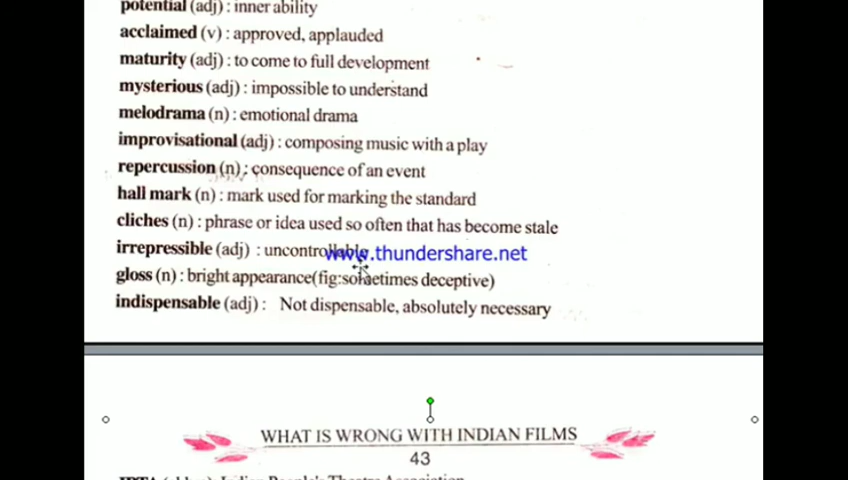 potential (adj) : inner ability
acclaimed (v) : approved, applauded
maturity (adj) : to come to full development
mysterious (adj) : impossible to understand
melodrama (n) : emotional drama
improvisational (adj) : composing music with a play
repercussion (n) : consequence of an event
hall mark (n) : mark used for marking the standard
cliches (n) : phrase or idea used so often that has become stale
irrepressible (adj) : uncontrollable
www.thundershare.net
gloss (n) : bright appearance(fig:sometimes deceptive)
indispensable (adj) : Not dispensable, absolutely necessary
WHAT IS WRONG WITH INDIAN FILMS
43